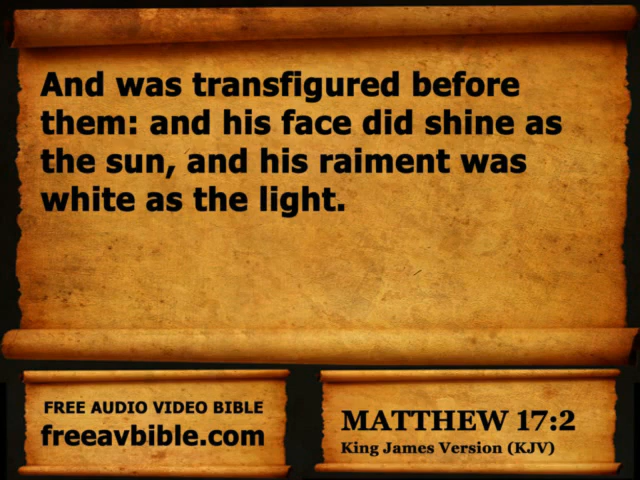 And was transfigured before
them: and his face did shine as
the sun, and his raiment was
white as the light.
FREE AUDIO VIDEO BIBLE
freeavbible.com
MATTHEW 17:2
King James Version (KJV)